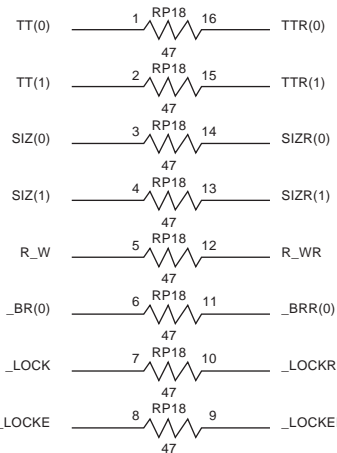 RP18
TT(0) 1 16 TTR(0)
47
RP18
TT(1) 2 15 TTR(1)
47
RP18
SIZ(0) 3 14 SIZR(0)
47
RP18
SIZ(1) 4 13 SIZR(1)
47
RP18
R_W 5 12 R_WR
47
RP18
_BR(0) 6 11 _BRR(0)
47
RP18
_LOCK 7 10 _LOCKR
47
RP18
_LOCKE 8 9 _LOCKE
47